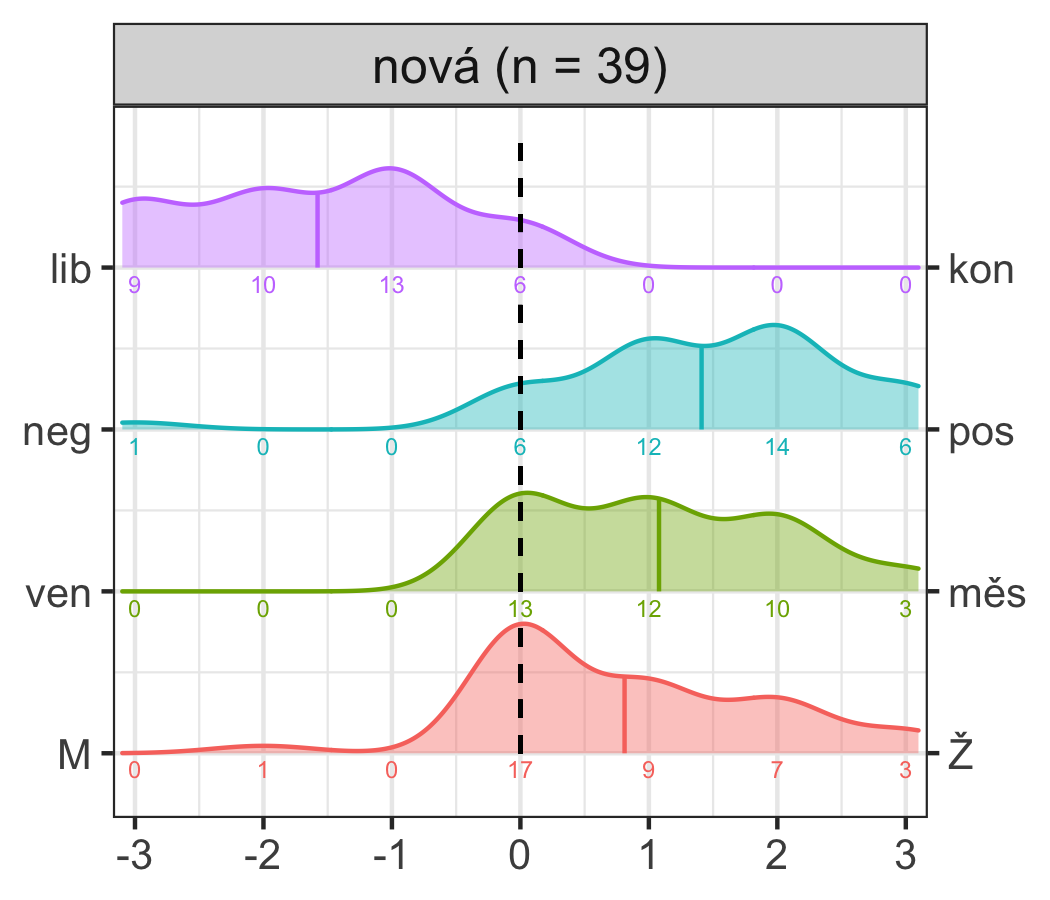 nová (n = 39)
lib kon
9 10 13 6 0 0 0
neg pos
1 0 0 6 12 14 6
ven měs
0 0 0 13 12 10 3
M Ž
0 1 0 17 9 7 3
-3 -2 -1 0 1 2 3